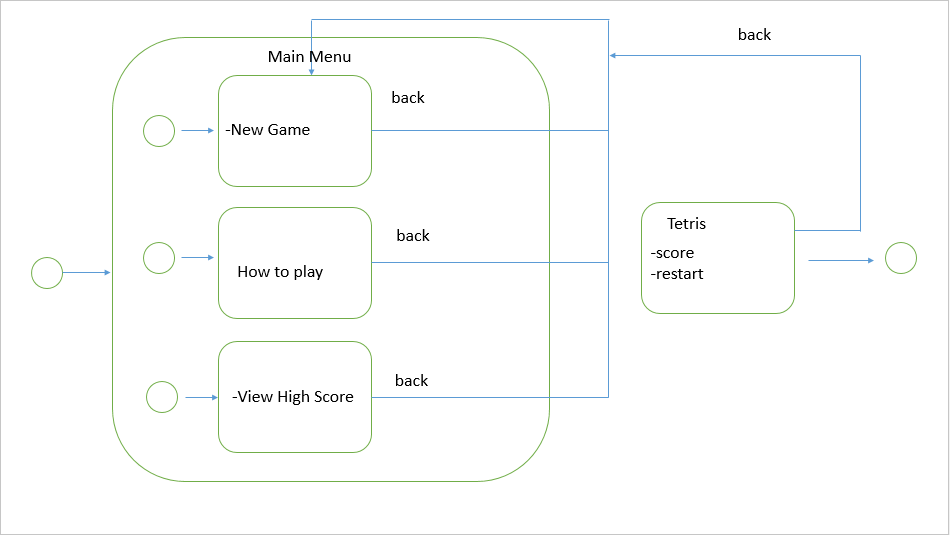 back
Main Menu
back
-New Game
back
How to play
back
-View High Score
Tetris
-score
-restart